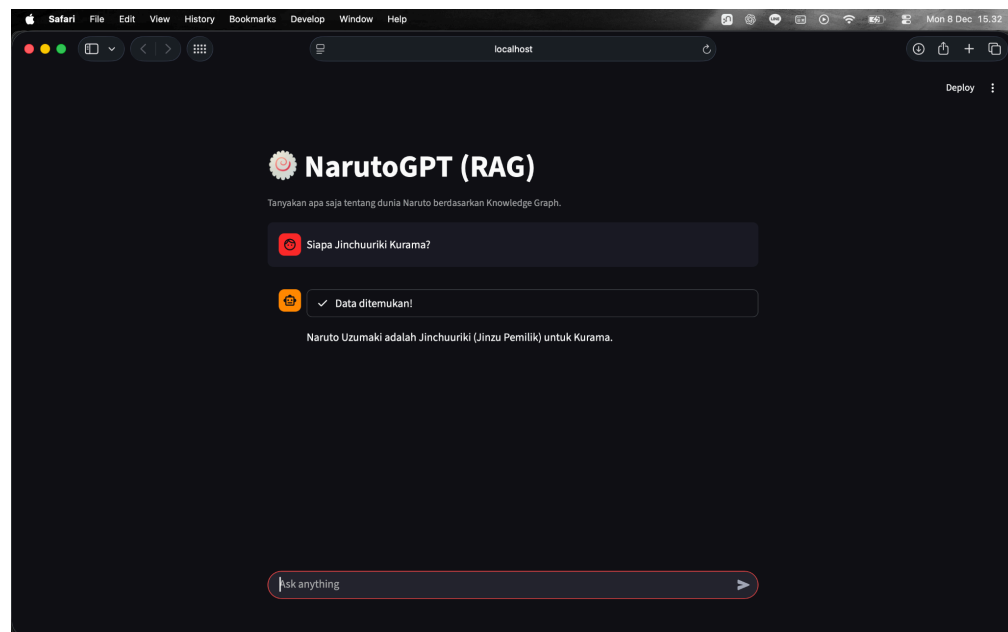 Safari File Edit View History Bookmarks Develop Window Help Mon 8 Dec 15.32
localhost
Deploy
NarutoGPT (RAG)
Tanyakan apa saja tentang dunia Naruto berdasarkan Knowledge Graph.
Siapa Jinchuuriki Kurama?
Data ditemukan!
Naruto Uzumaki adalah Jinchuuriki (Jinzu Pemilik) untuk Kurama.
Ask anything